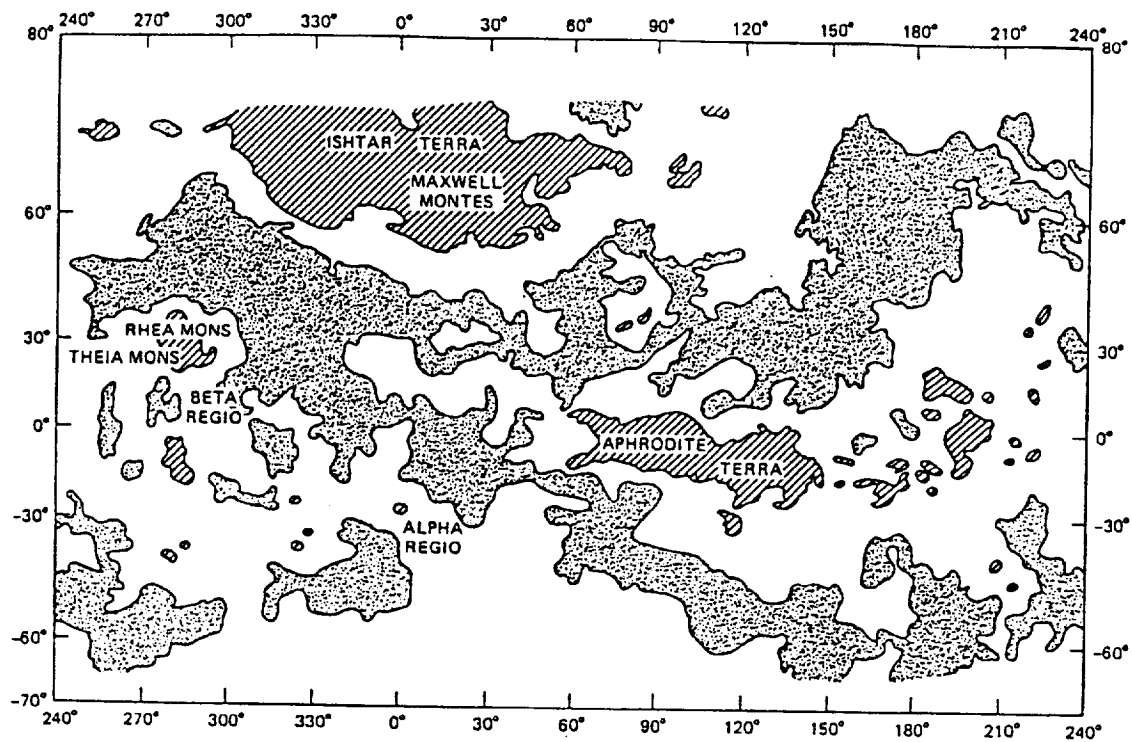 240° 270° 300° 330° 0° 30° 60° 90° 120° 150° 180° 210° 240°
80° 80°
ISHTAR TERRA
MAXWELL
MONTES
60° 60°
RHEA MONS
30°
THEIA MONS 30°
BETA
REGIO
0° APHRODITE 0°
TERRA
-30° ALPHA -30°
REGIO
-60° -60°
-70° -70°
240° 270° 300° 330° 0° 30° 60° 90° 120° 150° 180° 210° 240°